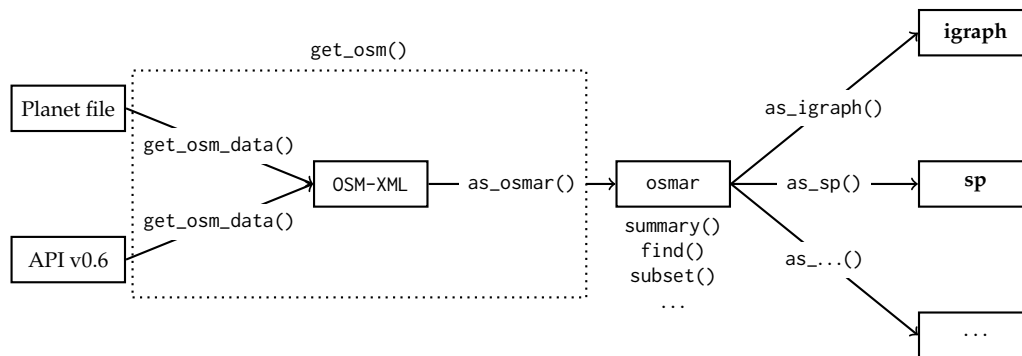 igraph
get_osm()
Planet file
as_igraph()
get_osm_data()
OSM-XML
as_osmar()
osmar
as_sp()
sp
get_osm_data()
summary()
find()
subset()
...
API v0.6
as_...()
...